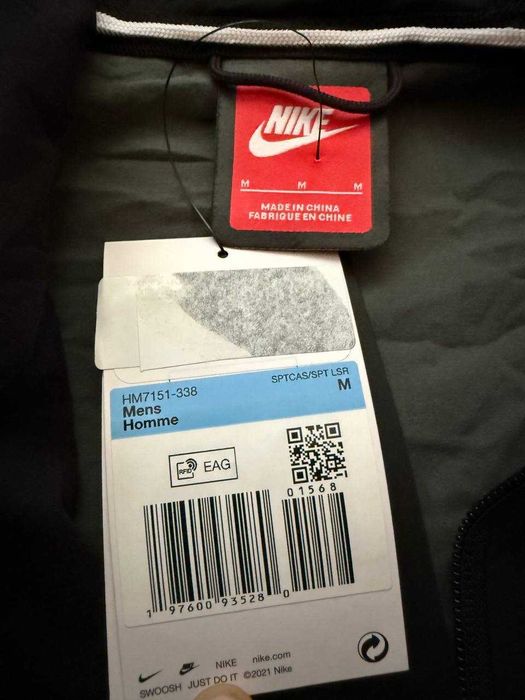 NIKE
M M M
MADE IN CHINA
FABRIQUE EN CHINE
HM7151-338
SPTCAS/SPT LSR
Mens
M
Homme
RFID
EAG
01568
1 97600 93528 0
NIKE nike.com
SWOOSH JUST DO IT ©2021 Nike